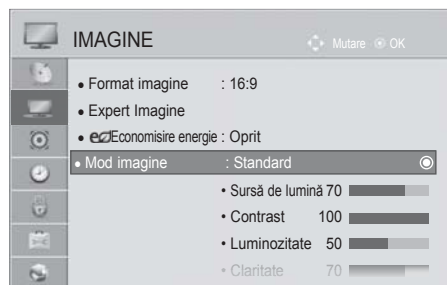 IMAGINE
Mutare OK
• Format imagine : 16:9
• Expert Imagine
• eco Economisire energie : Oprit
• Mod imagine : Standard
• Sursă de lumină 70
• Contrast 100
• Luminozitate 50
• Claritate 70